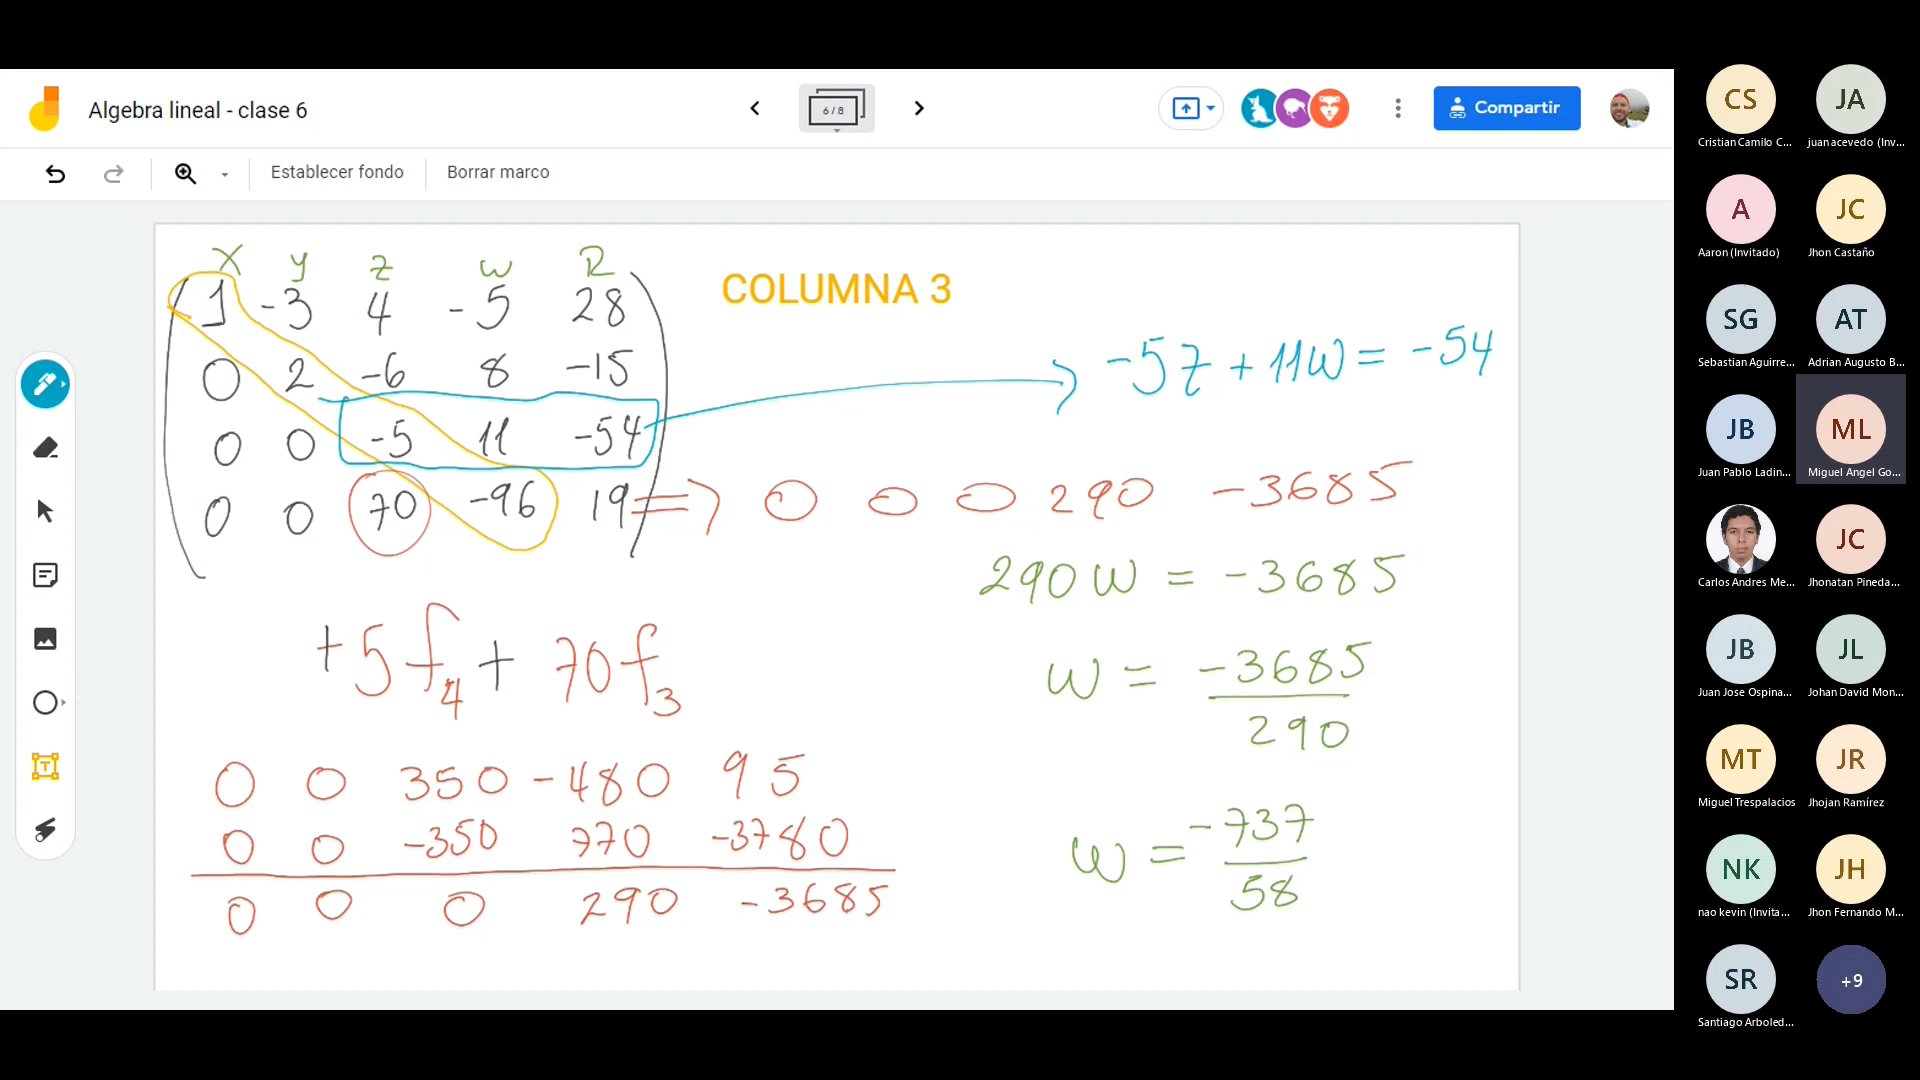 Algebra lineal - clase 6
6 / 8
Compartir
Establecer fondo
Borrar marco
X y z w R
1 -3 4 -5 28
0 2 -6 8 -15
0 0 -5 11 -54
0 0 70 -96 19 => 0 0 0 290 -3685
COLUMNA 3
-5z + 11w = -54
290w = -3685
w = -3685
290
w = -737
58
+5f4 + 70f3
0 0 350 -480 95
0 0 -350 770 -3780
0 0 0 290 -3685
CS
Cristian Camilo C...
JA
juan acevedo (Inv...
A
Aaron (Invitado)
JC
Jhon Castaño
SG
Sebastian Aguirre...
AT
Adrian Augusto B...
JB
Juan Pablo Ladin...
ML
Miguel Angel Go...
Carlos Andres Me...
JC
Jhonatan Pineda...
JB
Juan Jose Ospina...
JL
Johan David Mon...
MT
Miguel Trespalacios
JR
Jhojan Ramírez
NK
nao kevin (Invita...
JH
Jhon Fernando M...
SR
Santiago Arboled...
+9